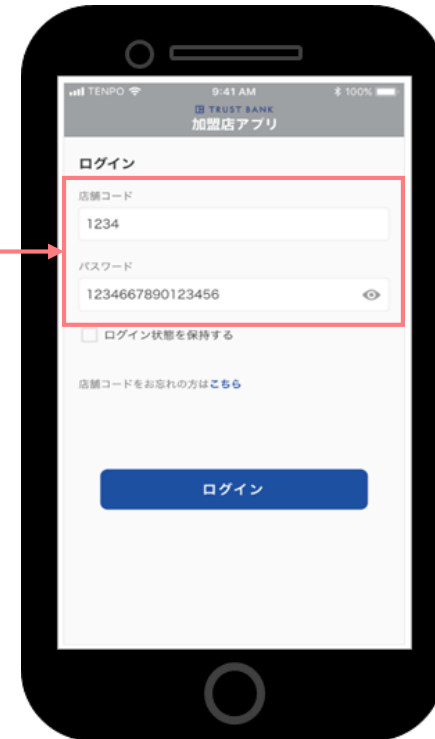 TENPO 9:41 AM 100%
TRUST BANK
加盟店アプリ
ログイン
店舗コード
1234
パスワード
1234667890123456
ログイン状態を保持する
店舗コードをお忘れの方はこちら
ログイン